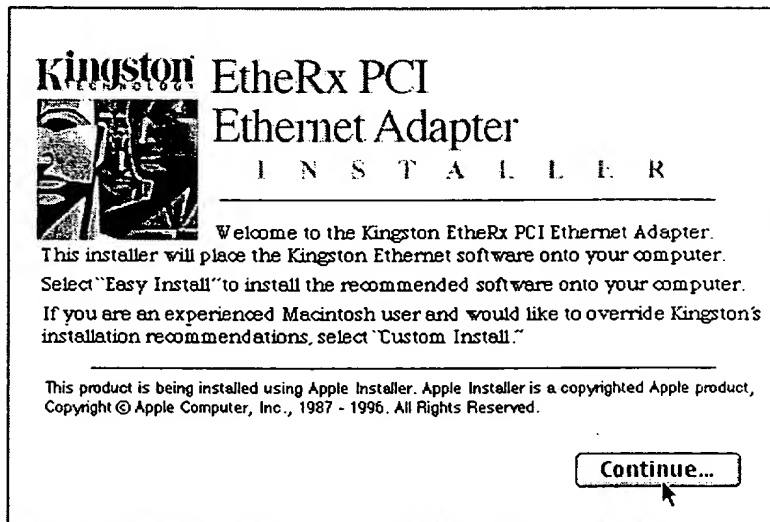 Kingston
TECHNOLOGY
EtheRx PCI
Ethernet Adapter
INSTALLER
Welcome to the Kingston EtheRx PCI Ethernet Adapter.
This installer will place the Kingston Ethernet software onto your computer.
Select "Easy Install" to install the recommended software onto your computer.
If you are an experienced Macintosh user and would like to override Kingston's
installation recommendations, select "Custom Install."
This product is being installed using Apple Installer. Apple Installer is a copyrighted Apple product,
Copyright © Apple Computer, Inc., 1987 - 1996. All Rights Reserved.
Continue...